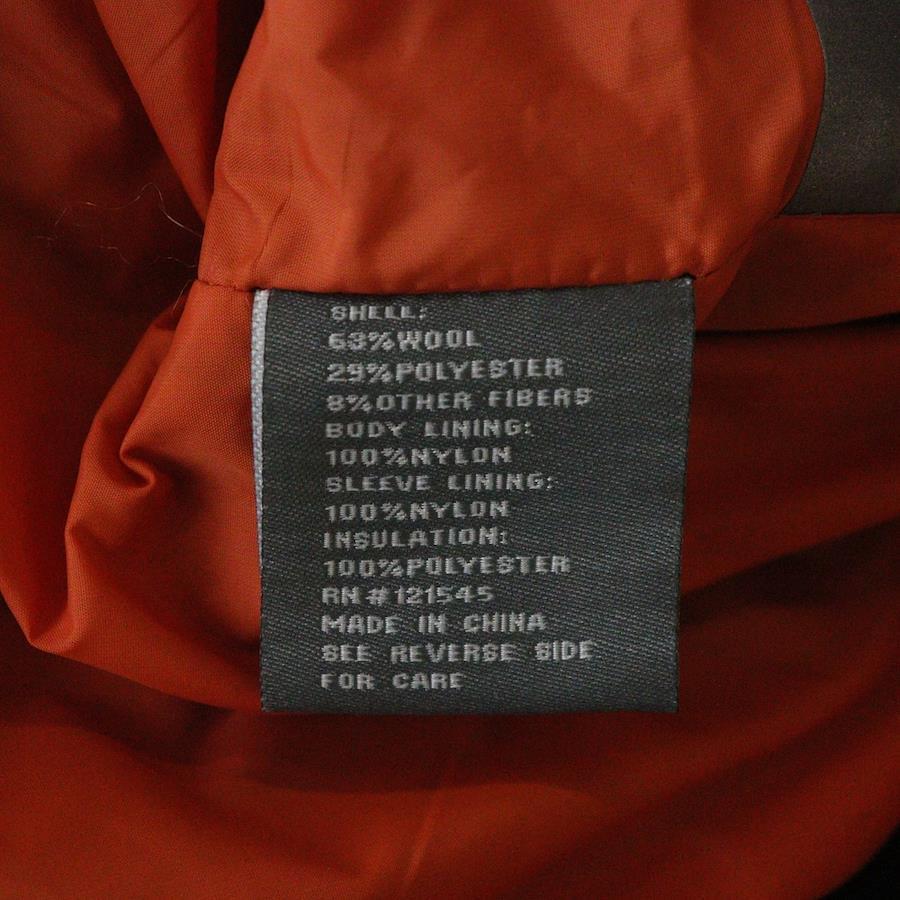 SHELL:
63%WOOL
29%POLYESTER
8%OTHER FIBERS
BODY LINING:
100%NYLON
SLEEVE LINING:
100%NYLON
INSULATION:
100%POLYESTER
RN#121545
MADE IN CHINA
SEE REVERSE SIDE
FOR CARE